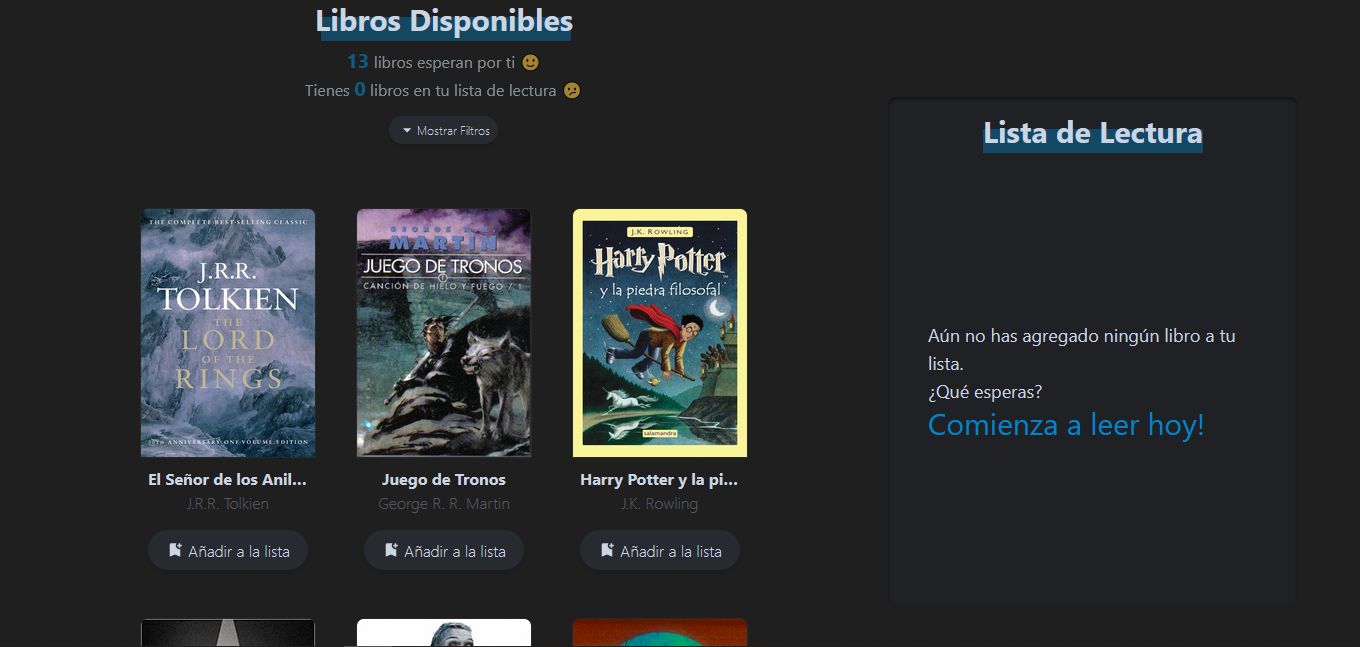 Libros Disponibles
13 libros esperan por ti
Tienes 0 libros en tu lista de lectura
Mostrar Filtros
Lista de Lectura
THE COMPLETE BEST-SELLING CLASSIC
J.R.R.
TOLKIEN
THE
LORD
OF THE
RINGS
50TH ANNIVERSARY ONE-VOLUME EDITION
GEORGE R. R.
MARTIN
JUEGO DE TRONOS
CANCIÓN DE HIELO Y FUEGO / 1
J.K. ROWLING
Harry Potter
y la piedra filosofal
salamandra
El Señor de los Anil...
J.R.R. Tolkien
Añadir a la lista
Juego de Tronos
George R. R. Martin
Añadir a la lista
Harry Potter y la pi...
J.K. Rowling
Añadir a la lista
Aún no has agregado ningún libro a tu
lista.
¿Qué esperas?
Comienza a leer hoy!